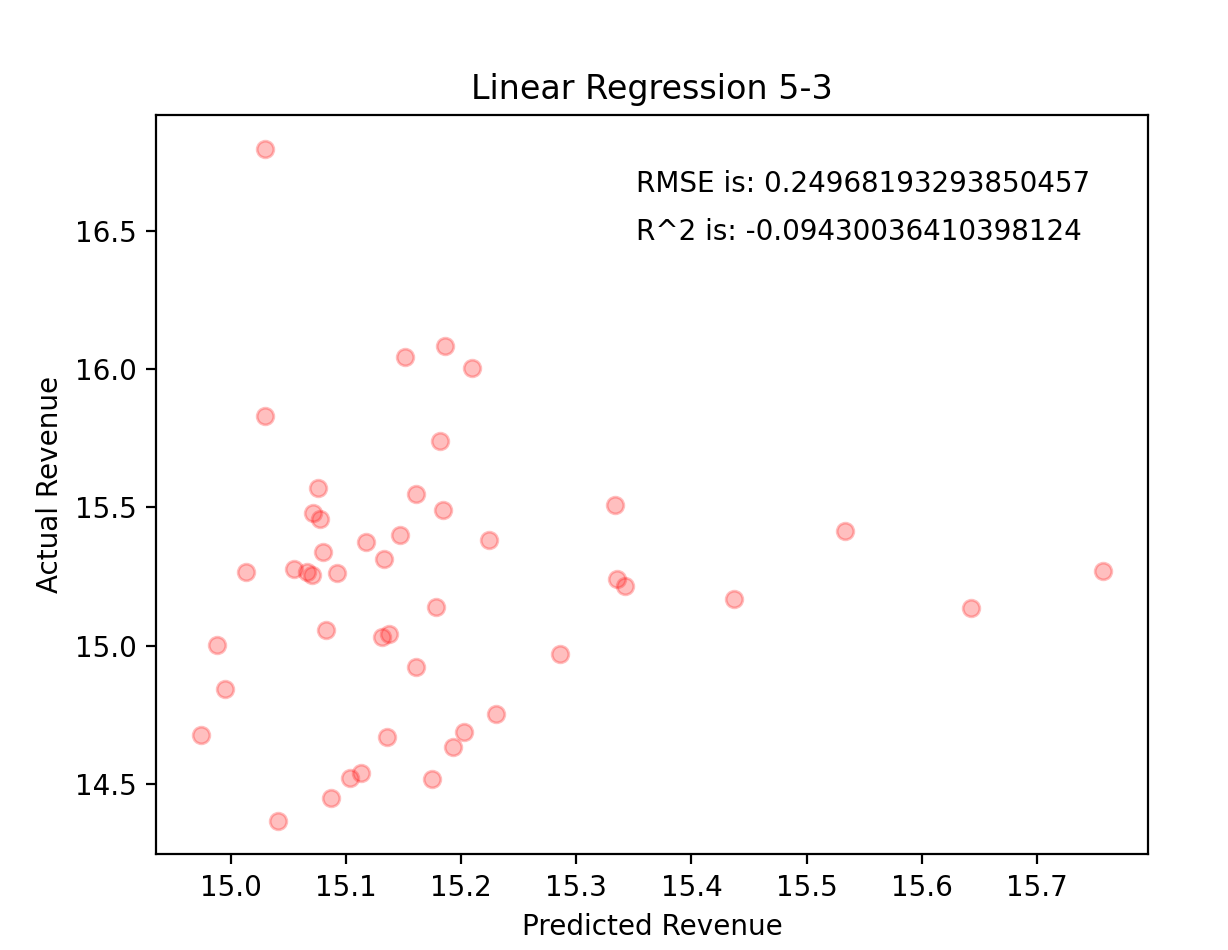 Linear Regression 5-3
RMSE is: 0.24968193293850457
R^2 is: -0.09430036410398124
Actual Revenue
16.5
16.0
15.5
15.0
14.5
15.0 15.1 15.2 15.3 15.4 15.5 15.6 15.7
Predicted Revenue